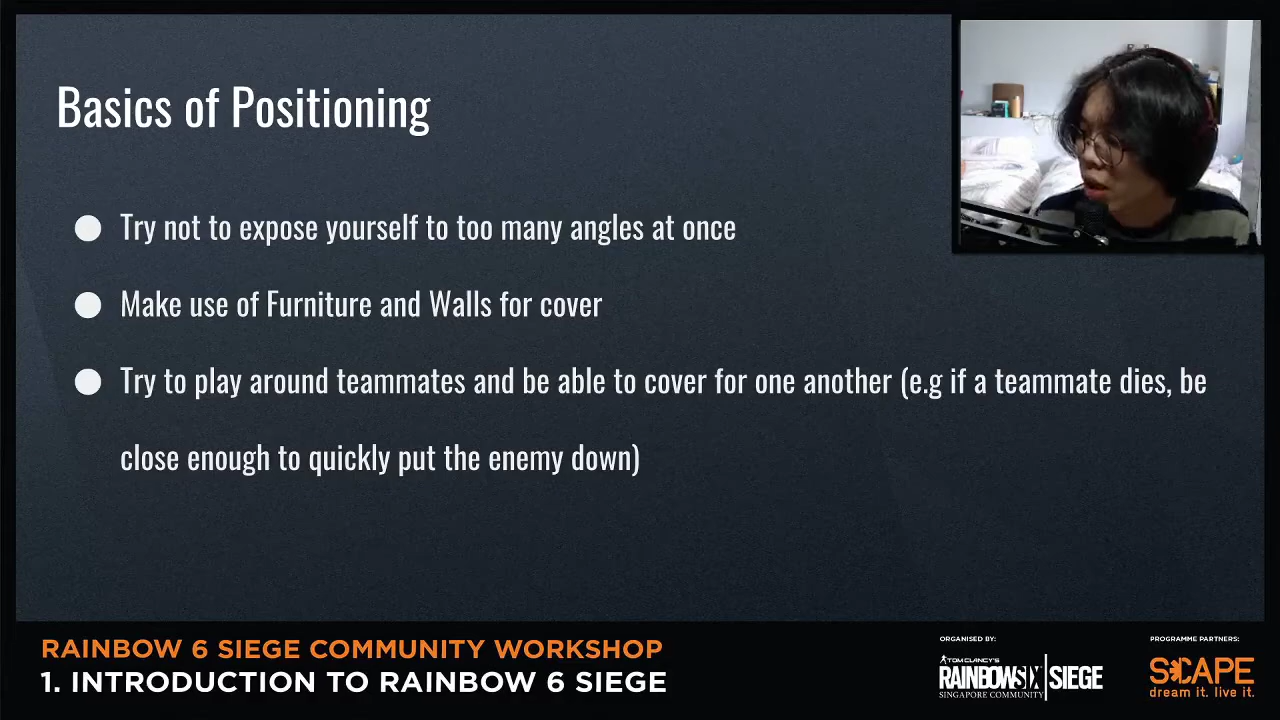 Basics of Positioning
Try not to expose yourself to too many angles at once
Make use of Furniture and Walls for cover
Try to play around teammates and be able to cover for one another (e.g if a teammate dies, be
close enough to quickly put the enemy down)
RAINBOW 6 SIEGE COMMUNITY WORKSHOP
1. INTRODUCTION TO RAINBOW 6 SIEGE
ORGANISED BY:
TOM CLANCY'S
RAINBOW SIX SIEGE
SINGAPORE COMMUNITY
PROGRAMME PARTNERS:
SCAPE
dream it. live it.